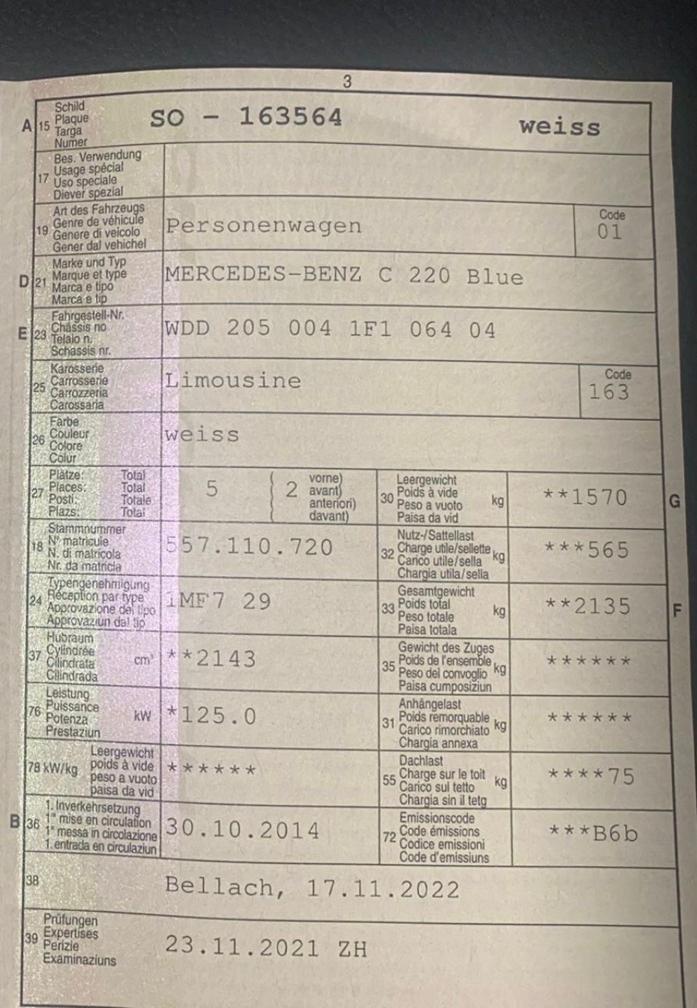 3
A 15 Schild
Plaque
Targa
Numer
SO - 163564 weiss
17 Bes. Verwendung
Usage spécial
Uso speciale
Diever spezial
19 Art des Fahrzeugs
Genre de véhicule
Genere di veicolo
Gener dal vehichel
Personenwagen
Code
01
D 21 Marke und Typ
Marque et type
Marca e tipo
Marca e tip
MERCEDES-BENZ C 220 Blue
E 23 Fahrgestell-Nr.
Châssis no
Telaio n.
Schassis nr.
WDD 205 004 1F1 064 04
25 Karosserie
Carrosserie
Carrozzeria
Carossaria
Limousine
Code
163
26 Farbe
Couleur
Colore
Colur
weiss
27 Plätze: Total
Places: Total
Posti: Totale
Plazs: Total
5 ( 2 vorne)
avant)
anteriori)
davant)
30 Leergewicht
Poids à vide
Peso a vuoto
Paisa da vid
kg
**1570 G
18 Stammnummer
N° matricule
N. di matricola
Nr. da matricla
557.110.720
32 Nutz-/Sattellast
Charge utile/sellette
Carico utile/sella
Chargia utila/sella
kg
***565
24 Typengenehmigung
Réception par type
Approvazione del tipo
Approvaziun dal tip
1MF7 29
33 Gesamtgewicht
Poids total
Peso totale
Paisa totala
kg
**2135 F
37 Hubraum
Cylindrée
Cilindrata
Cilindrada
cm³
**2143
35 Gewicht des Zuges
Poids de l'ensemble
Peso del convoglio
Paisa cumposiziun
kg
******
76 Leistung
Puissance
Potenza
Prestaziun
kW
*125.0
31 Anhängelast
Poids remorquable
Carico rimorchiato
Chargia annexa
kg
******
78 kW/kg Leergewicht
poids à vide
peso a vuoto
paisa da vid
******
55 Dachlast
Charge sur le toit
Carico sul tetto
Chargia sin il tetg
kg
****75
B 36 1. Inverkehrsetzung
1re mise en circulation
1a messa in circolazione
1. entrada en circulaziun
30.10.2014
72 Emissionscode
Code émissions
Codice emissioni
Code d'emissiuns
***B6b
38
Bellach, 17.11.2022
39 Prüfungen
Expertises
Perizie
Examinaziuns
23.11.2021 ZH